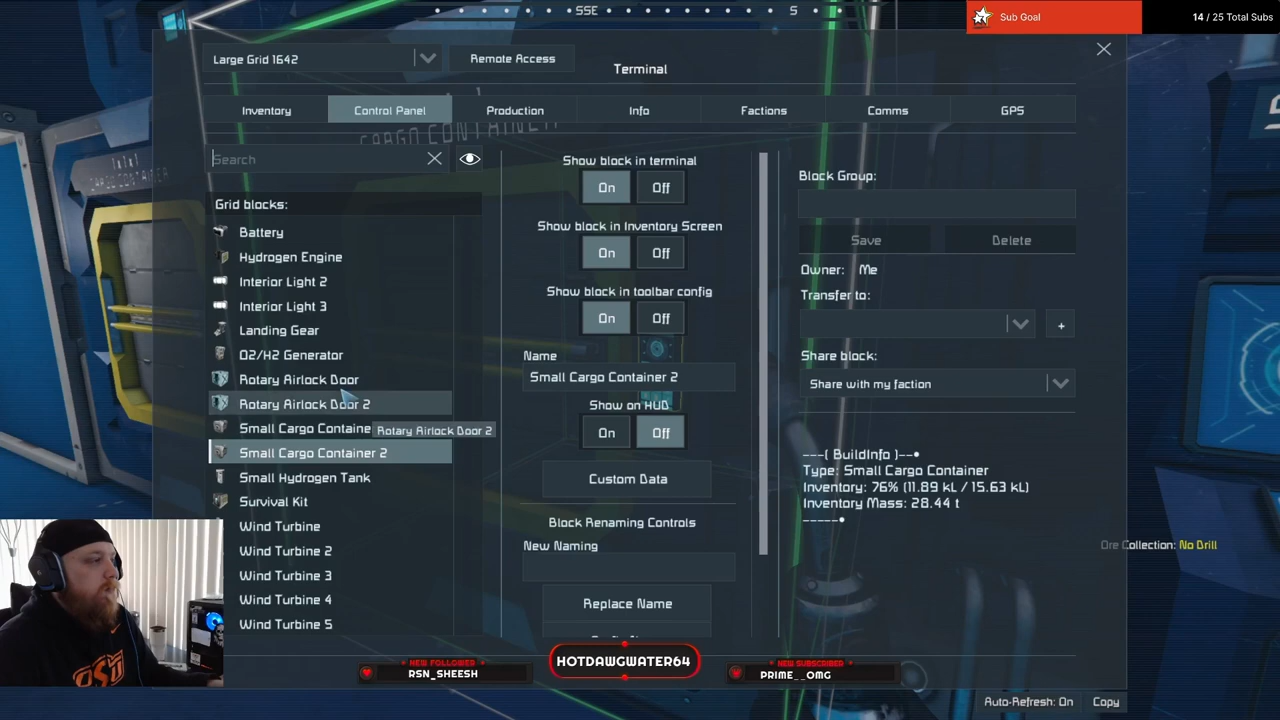 SSE
S
Sub Goal
14 / 25 Total Subs
Large Grid 1642
Remote Access
Terminal
Inventory
Control Panel
Production
Info
Factions
Comms
GPS
CARGO CONTAINER
Search
Grid blocks:
Battery
Hydrogen Engine
Interior Light 2
Interior Light 3
Landing Gear
O2/H2 Generator
Rotary Airlock Door
Rotary Airlock Door 2
Small Cargo Containe
Rotary Airlock Door 2
Small Cargo Container 2
Small Hydrogen Tank
Survival Kit
Wind Turbine
Wind Turbine 2
Wind Turbine 3
Wind Turbine 4
Wind Turbine 5
Show block in terminal
On
Off
Show block in Inventory Screen
On
Off
Show block in toolbar config
On
Off
Name
Small Cargo Container 2
Show on HUD
On
Off
Custom Data
Block Renaming Controls
New Naming
Replace Name
Block Group:
Save
Delete
Owner: Me
Transfer to:
+
Share block:
Share with my faction
---( BuildInfo )--•
Type: Small Cargo Container
Inventory: 76% (11.89 kL / 15.63 kL)
Inventory Mass: 28.44 t
-----•
Ore Collection: No Drill
NEW FOLLOWER
RSN_SHEESH
HOTDAWGWATER64
NEW SUBSCRIBER
PRIME__OMG
Auto-Refresh: On
Copy